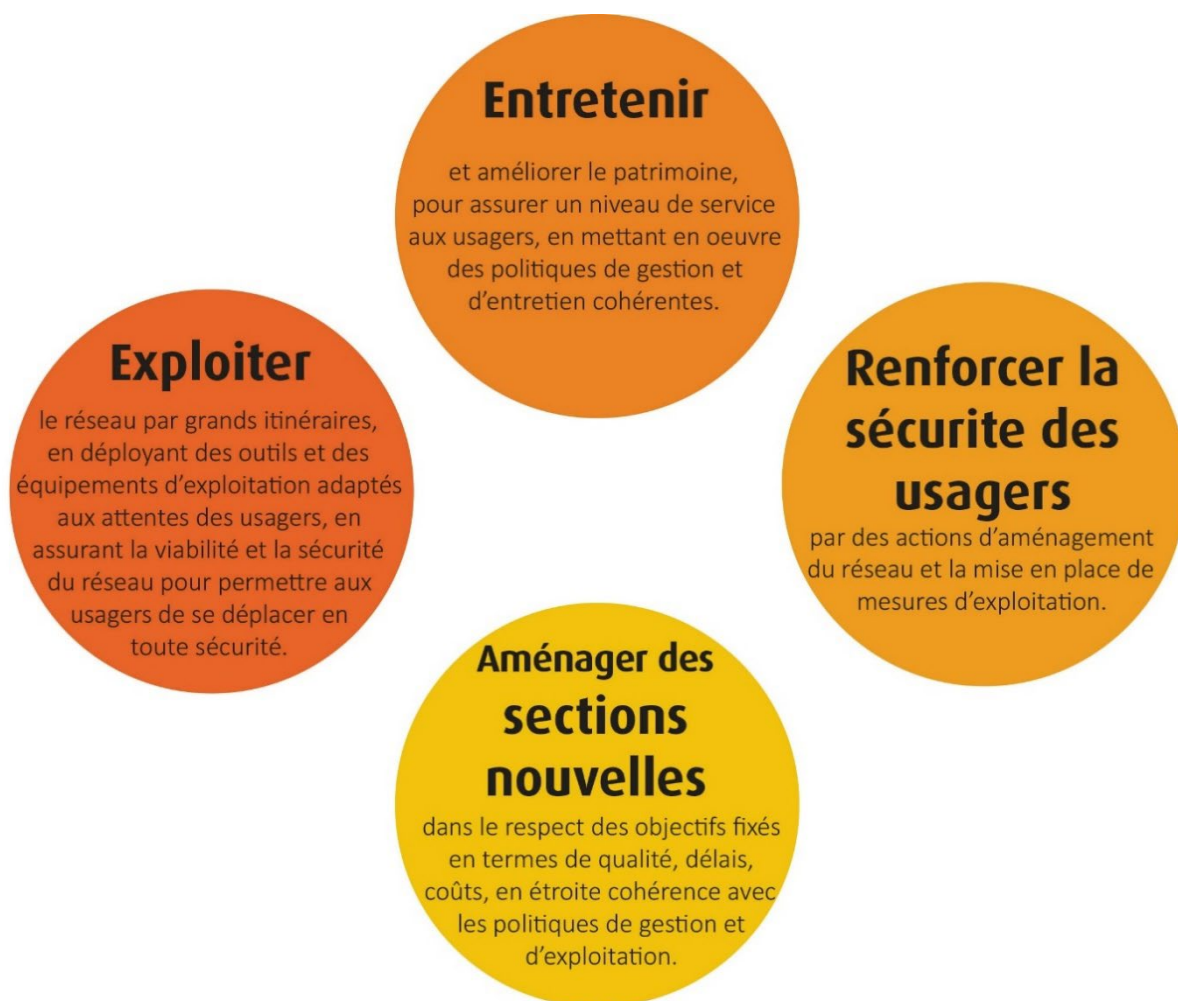 Entretenir
et améliorer le patrimoine,
pour assurer un niveau de service
aux usagers, en mettant en oeuvre
des politiques de gestion et
d'entretien cohérentes.
Exploiter
le réseau par grands itinéraires,
en déployant des outils et des
équipements d'exploitation adaptés
aux attentes des usagers, en
assurant la viabilité et la sécurité
du réseau pour permettre aux
usagers de se déplacer en
toute sécurité.
Renforcer la
sécurite des
usagers
par des actions d'aménagement
du réseau et la mise en place de
mesures d'exploitation.
Aménager des
sections
nouvelles
dans le respect des objectifs fixés
en termes de qualité, délais,
coûts, en étroite cohérence avec
les politiques de gestion et
d'exploitation.